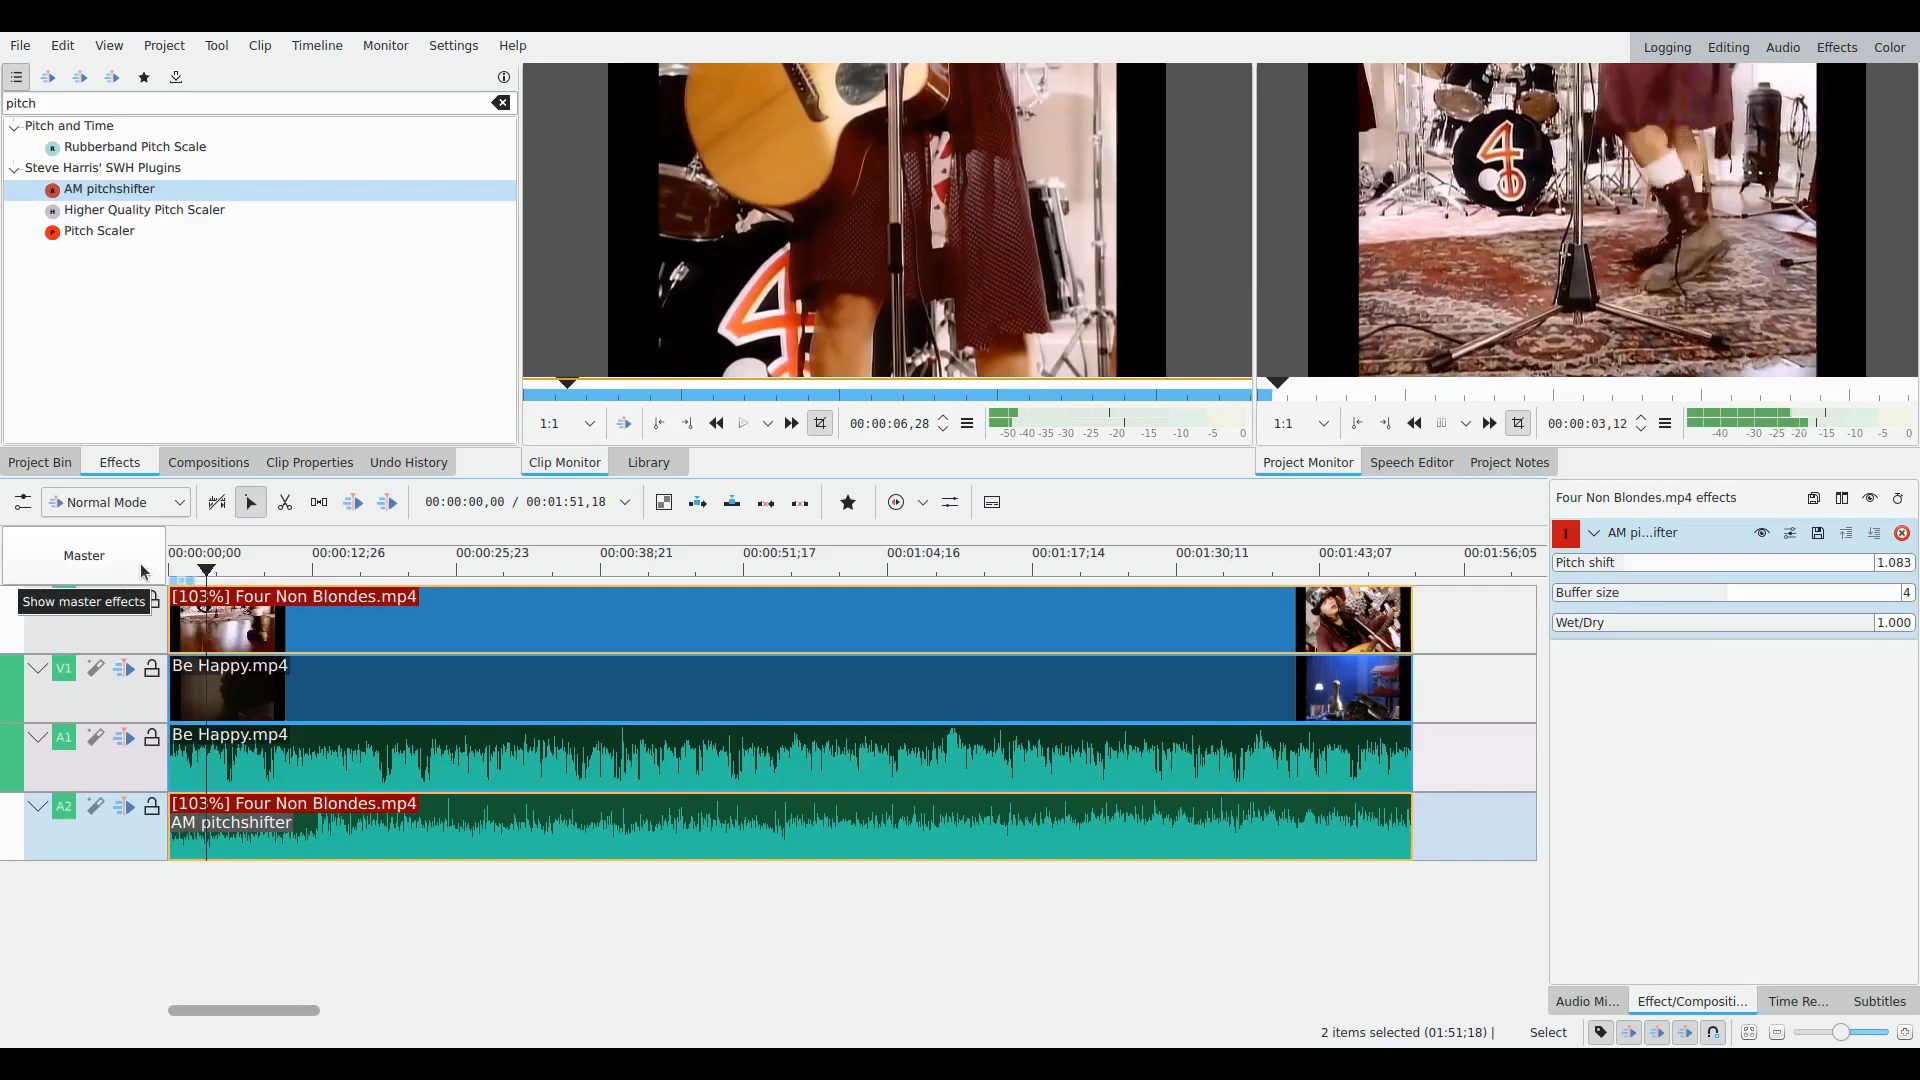 File Edit View Project Tool Clip Timeline Monitor Settings Help
Logging Editing Audio Effects Color
pitch
Pitch and Time
Rubberband Pitch Scale
Steve Harris' SWH Plugins
AM pitchshifter
Higher Quality Pitch Scaler
Pitch Scaler
4
4
1:1 00:00:06,28 -50 -40 -35 -30 -25 -20 -15 -10 -5 0
1:1 00:00:03,12 -40 -30 -25 -20 -15 -10 -5 0
Project Bin Effects Compositions Clip Properties Undo History
Clip Monitor Library
Project Monitor Speech Editor Project Notes
Normal Mode 00:00:00,00 / 00:01:51,18
Four Non Blondes.mp4 effects
AM pi...ifter
Pitch shift 1.083
Buffer size 4
Wet/Dry 1.000
Master
00:00:00;00 00:00:12;26 00:00:25;23 00:00:38;21 00:00:51;17 00:01:04;16 00:01:17;14 00:01:30;11 00:01:43;07 00:01:56;05
Show master effects
[103%] Four Non Blondes.mp4
V1 Be Happy.mp4
A1 Be Happy.mp4
A2 [103%] Four Non Blondes.mp4
AM pitchshifter
Audio Mi... Effect/Compositi... Time Re... Subtitles
2 items selected (01:51;18) | Select